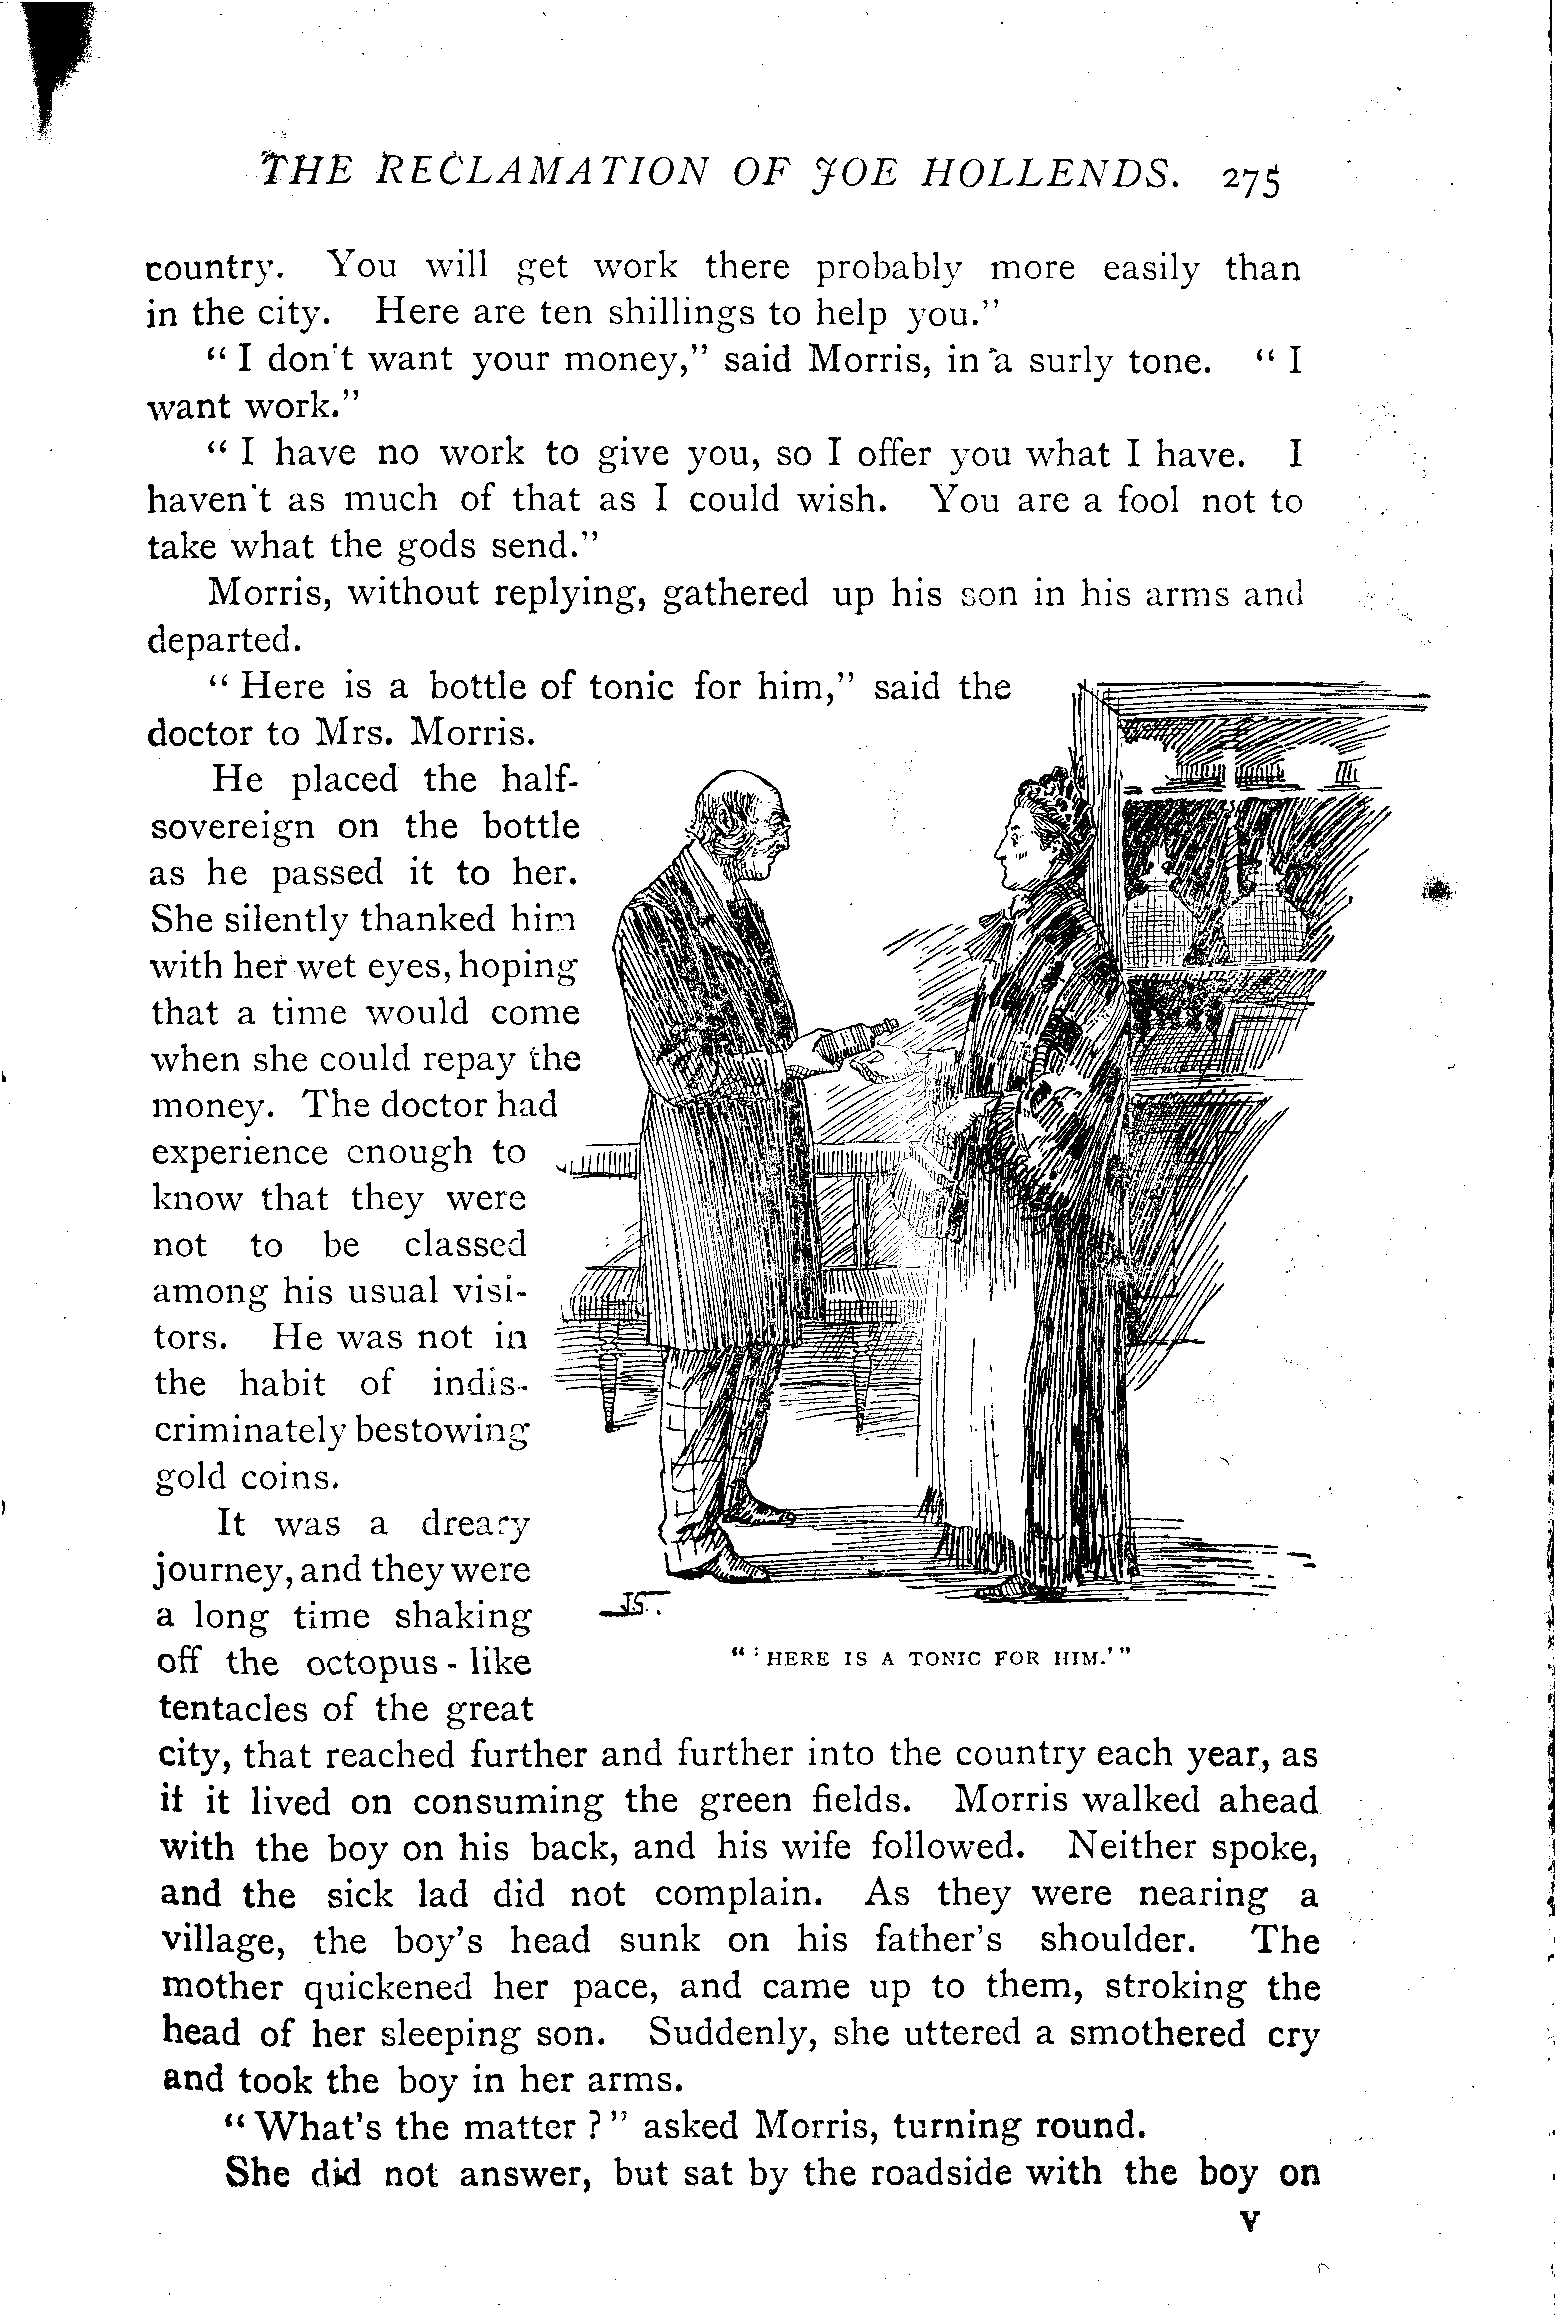 THE RECLAMATION OF JOE HOLLENDS. 275
country. You will get work there probably more easily than
in the city. Here are ten shillings to help you."
"I don't want your money," said Morris, in a surly tone. "I
want work."
"I have no work to give you, so I offer you what I have. I
haven't as much of that as I could wish. You are a fool not to
take what the gods send."
Morris, without replying, gathered up his son in his arms and
departed.
"Here is a bottle of tonic for him," said the
doctor to Mrs. Morris.
He placed the half-
sovereign on the bottle
as he passed it to her.
She silently thanked him
with her wet eyes, hoping
that a time would come
when she could repay the
money. The doctor had
experience enough to
know that they were
not to be classed
among his usual visi-
tors. He was not in
the habit of indis-
criminately bestowing
gold coins.
It was a dreary
journey, and they were
a long time shaking
off the octopus-like
tentacles of the great
city, that reached further and further into the country each year, as
if it lived on consuming the green fields. Morris walked ahead
with the boy on his back, and his wife followed. Neither spoke,
and the sick lad did not complain. As they were nearing a
village, the boy's head sunk on his father's shoulder. The
mother quickened her pace, and came up to them, stroking the
head of her sleeping son. Suddenly, she uttered a smothered cry
and took the boy in her arms.
"What's the matter?" asked Morris, turning round.
She did not answer, but sat by the roadside with the boy on
V
JS.
"'HERE IS A TONIC FOR HIM.'"